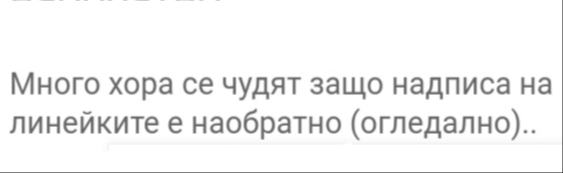 Много хора се чудят защо надписа на
линейките е наобратно (огледално)..